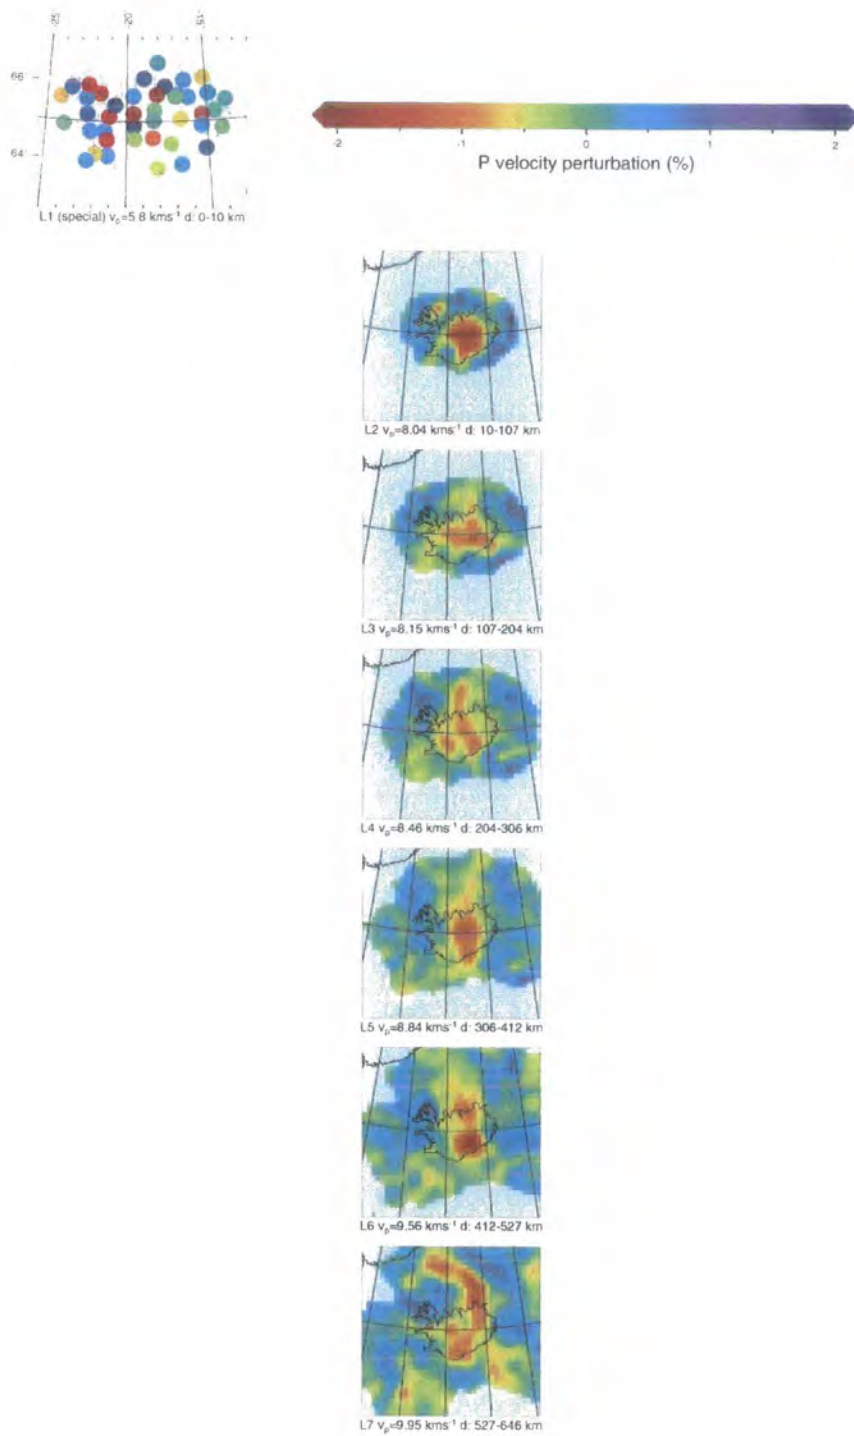 -25 -20 -15
66
64
L1 (special) vp=5.8 kms-1 d: 0-10 km
-2 -1 0 1 2
P velocity perturbation (%)
L2 vp=8.04 kms-1 d: 10-107 km
L3 vp=8.15 kms-1 d: 107-204 km
L4 vp=8.46 kms-1 d: 204-306 km
L5 vp=8.84 kms-1 d: 306-412 km
L6 vp=9.56 kms-1 d: 412-527 km
L7 vp=9.95 kms-1 d: 527-646 km